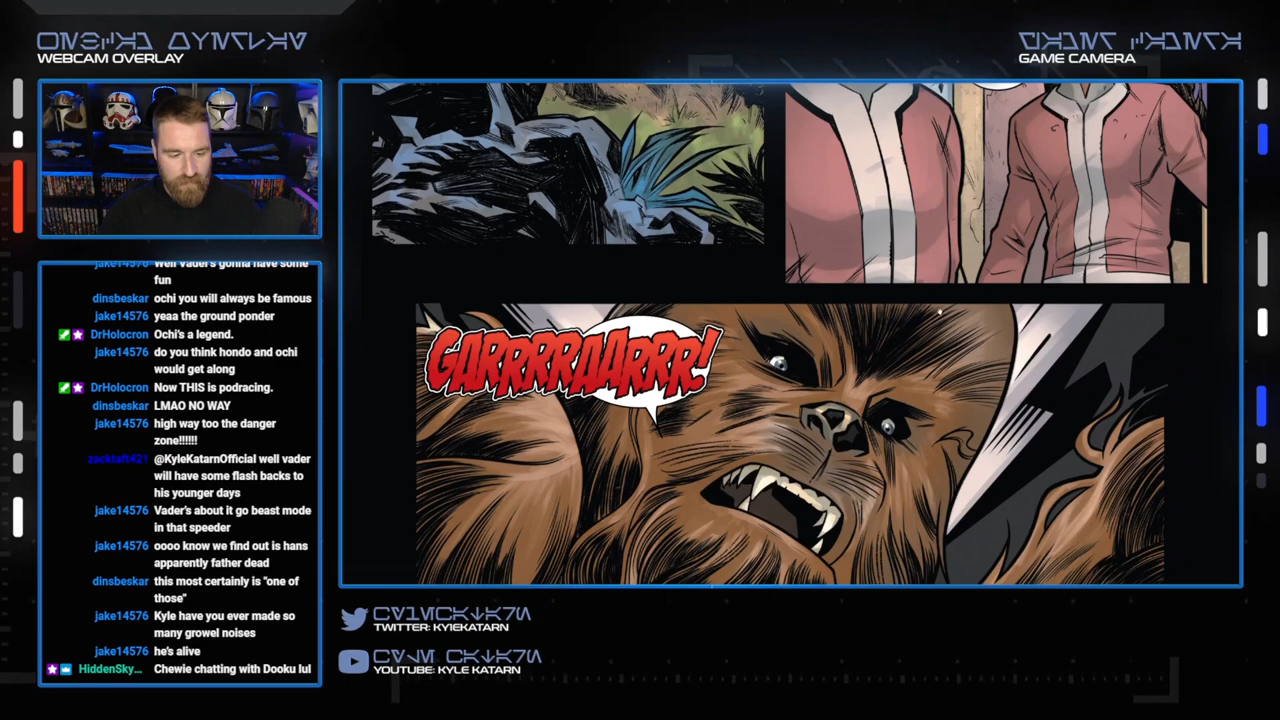 WEBCAM OVERLAY
GAME CAMERA
jake14576 Well Vader's gonna have some
fun
dinsbeskar ochi you will always be famous
jake14576 yeaa the ground ponder
DrHolocron Ochi's a legend.
jake14576 do you think hondo and ochi
would get along
DrHolocron Now THIS is podracing.
dinsbeskar LMAO NO WAY
jake14576 high way too the danger
zone!!!!!!
zacktaft421 @KyleKatarnOfficial well vader
will have some flash backs to
his younger days
jake14576 Vader's about it go beast mode
in that speeder
jake14576 oooo know we find out is hans
apparently father dead
dinsbeskar this most certainly is "one of
those"
jake14576 Kyle have you ever made so
many growel noises
jake14576 he's alive
HiddenSky... Chewie chatting with Dooku lul
GARRRRAARRR!
TWITTER: KY1EKATARN
YOUTUBE: KYLE KATARN